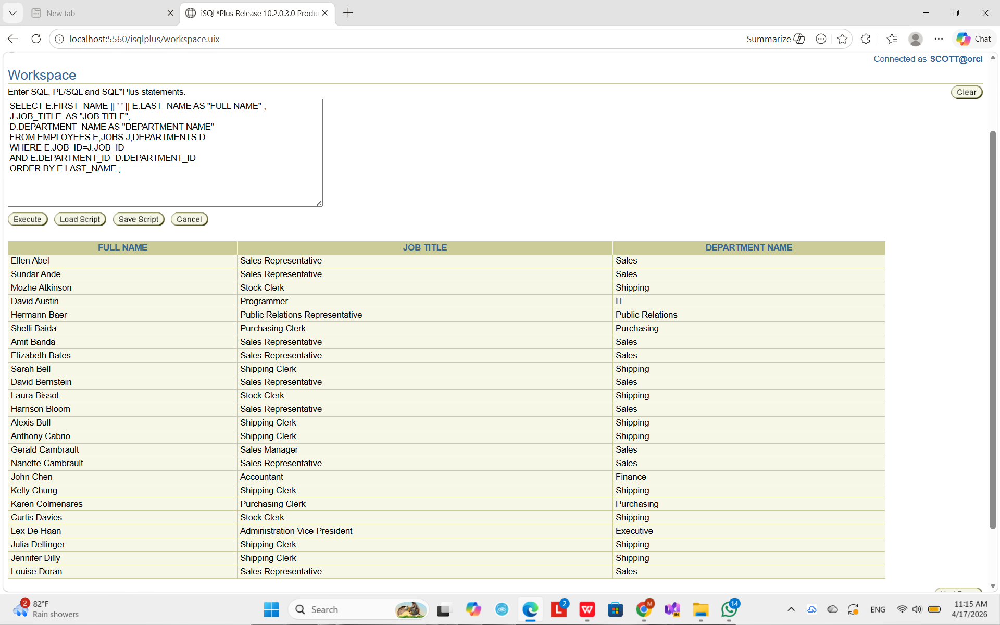 New tab
iSQL*Plus Release 10.2.0.3.0 Produ
localhost:5560/isqlplus/workspace.uix
Summarize
Chat
Connected as SCOTT@orcl
Workspace
Enter SQL, PL/SQL and SQL*Plus statements.
Clear
SELECT E.FIRST_NAME || ' ' || E.LAST_NAME AS "FULL NAME" ,
J.JOB_TITLE  AS "JOB TITLE",
D.DEPARTMENT_NAME AS "DEPARTMENT NAME"
FROM EMPLOYEES E,JOBS J,DEPARTMENTS D
WHERE E.JOB_ID=J.JOB_ID
AND E.DEPARTMENT_ID=D.DEPARTMENT_ID
ORDER BY E.LAST_NAME ;
Execute Load Script Save Script Cancel
FULL NAME JOB TITLE DEPARTMENT NAME
Ellen Abel Sales Representative Sales
Sundar Ande Sales Representative Sales
Mozhe Atkinson Stock Clerk Shipping
David Austin Programmer IT
Hermann Baer Public Relations Representative Public Relations
Shelli Baida Purchasing Clerk Purchasing
Amit Banda Sales Representative Sales
Elizabeth Bates Sales Representative Sales
Sarah Bell Shipping Clerk Shipping
David Bernstein Sales Representative Sales
Laura Bissot Stock Clerk Shipping
Harrison Bloom Sales Representative Sales
Alexis Bull Shipping Clerk Shipping
Anthony Cabrio Shipping Clerk Shipping
Gerald Cambrault Sales Manager Sales
Nanette Cambrault Sales Representative Sales
John Chen Accountant Finance
Kelly Chung Shipping Clerk Shipping
Karen Colmenares Purchasing Clerk Purchasing
Curtis Davies Stock Clerk Shipping
Lex De Haan Administration Vice President Executive
Julia Dellinger Shipping Clerk Shipping
Jennifer Dilly Shipping Clerk Shipping
Louise Doran Sales Representative Sales
2
82°F
Rain showers
Search
L 2
W
M
IN
14
ENG
11:15 AM
4/17/2026